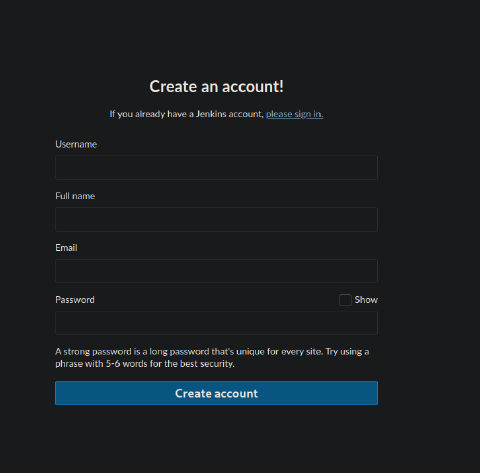 Create an account!
If you already have a Jenkins account, please sign in.
Username
Full name
Email
Password
Show
A strong password is a long password that's unique for every site. Try using a
phrase with 5-6 words for the best security.
Create account